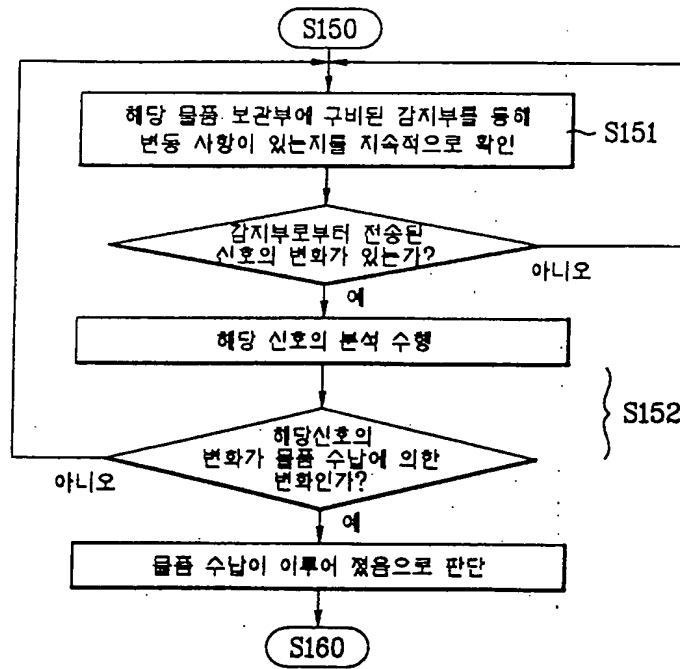 S150
해당 물품 보관부에 구비된 감지부를 통해
변동 사항이 있는지를 지속적으로 확인
S151
감지부로부터 전송된
신호의 변화가 있는가?
아니오
예
해당 신호의 분석 수행
S152
해당신호의
변화가 물품 수납에 의한
변화인가?
아니오
예
물품 수납이 이루어 졌음으로 판단
S160